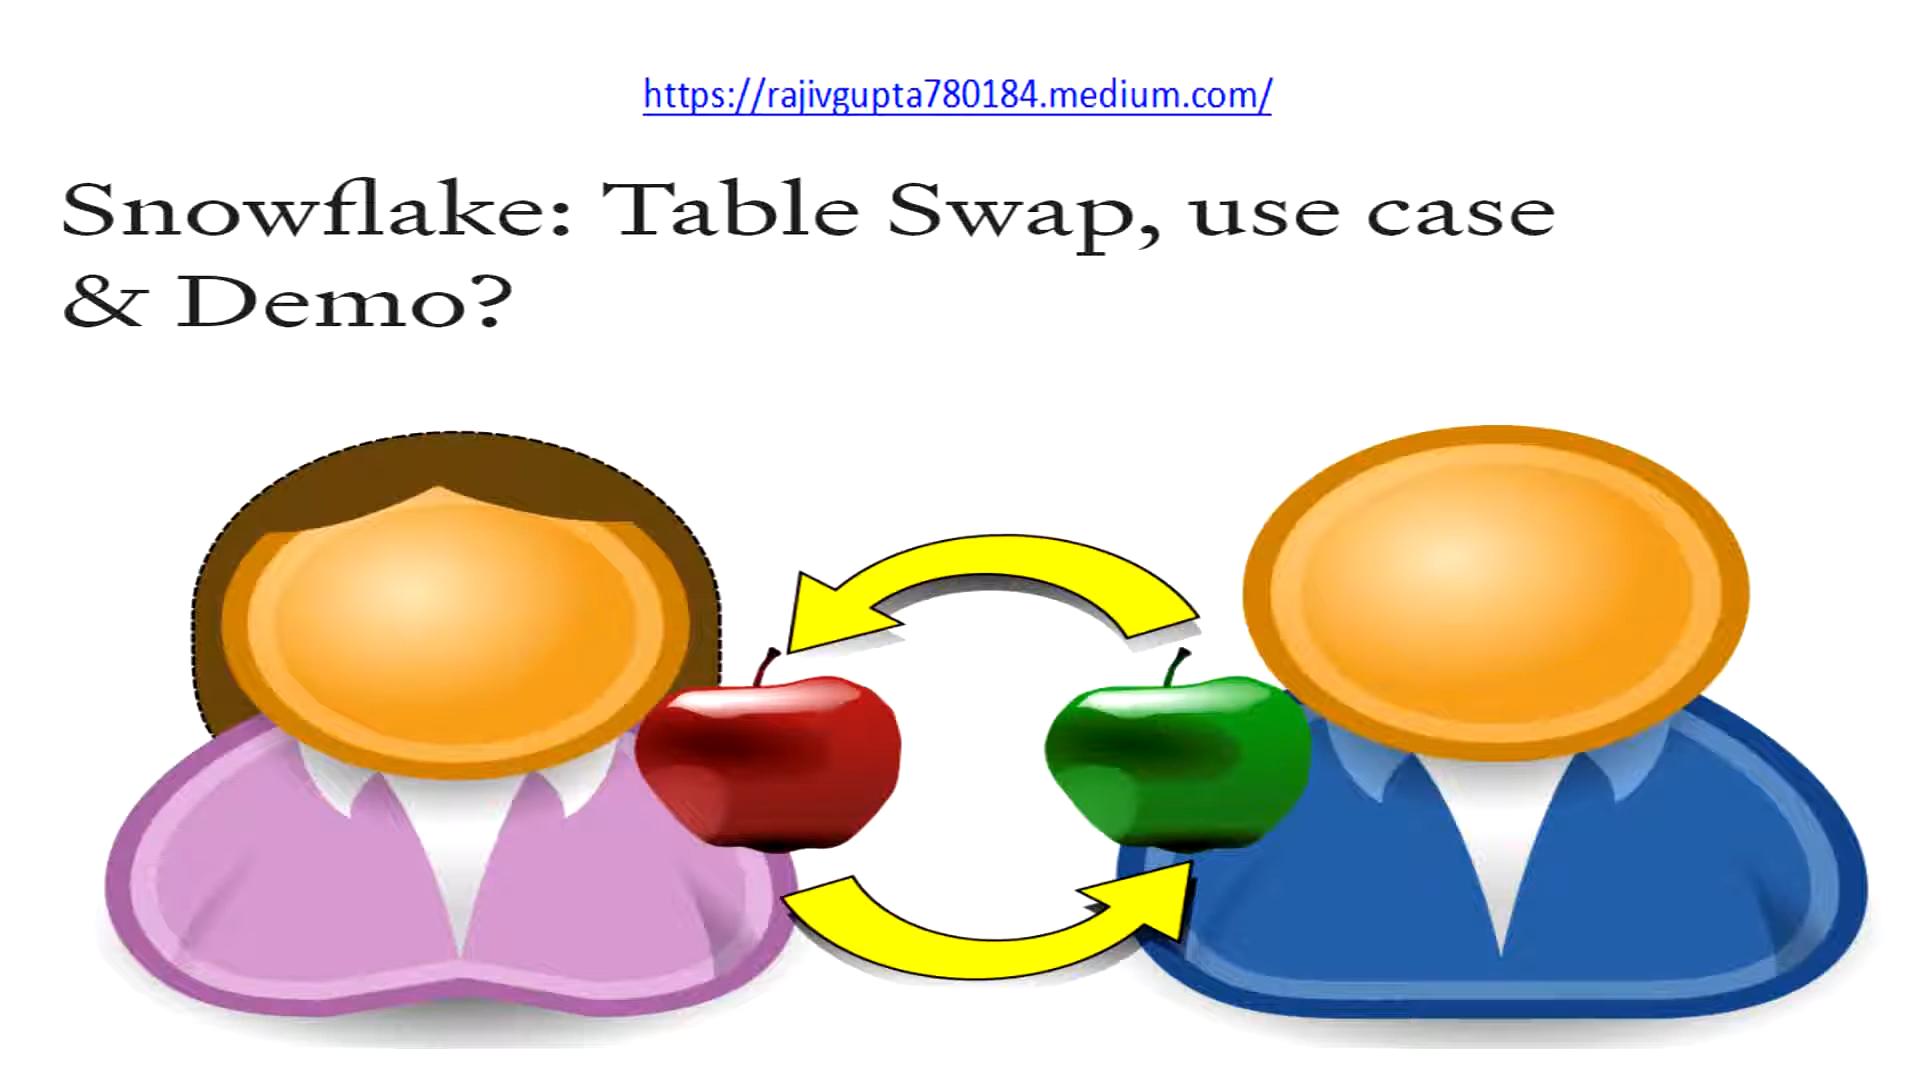 https://rajivgupta780184.medium.com/
Snowflake: Table Swap, use case
& Demo?